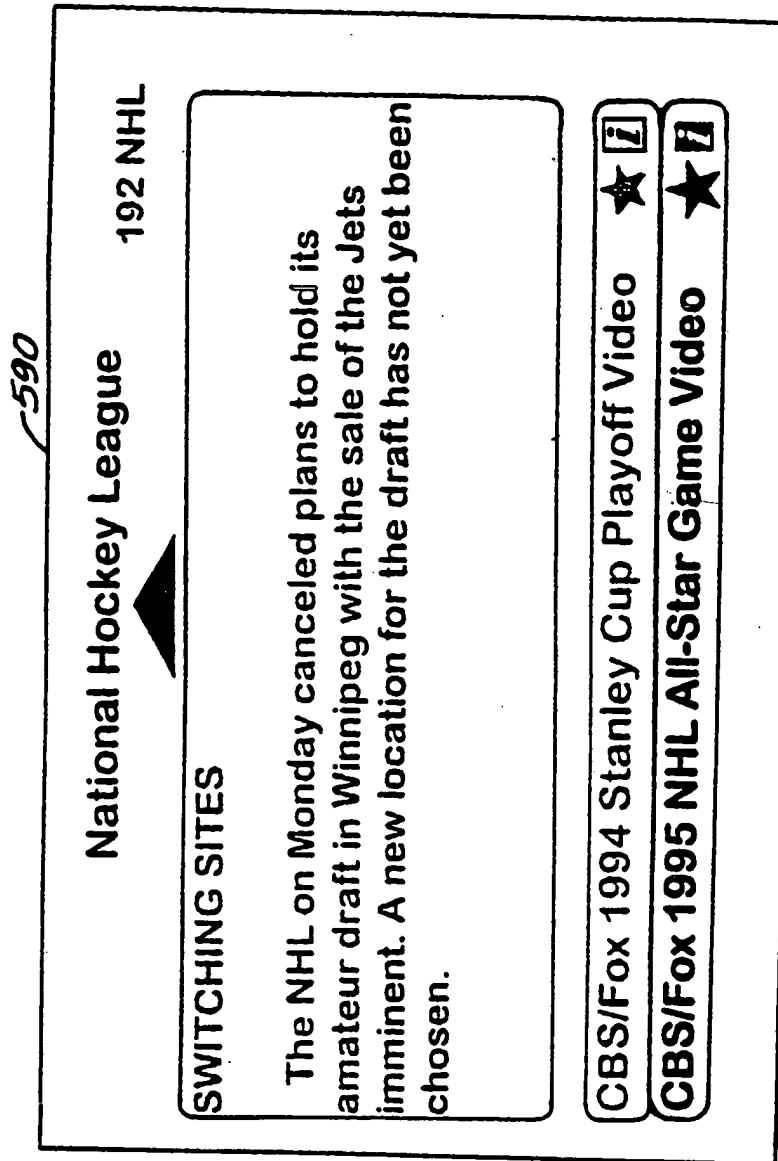 590
National Hockey League
192 NHL
SWITCHING SITES
The NHL on Monday canceled plans to hold its
amateur draft in Winnipeg with the sale of the Jets
imminent. A new location for the draft has not yet been
chosen.
CBS/Fox 1994 Stanley Cup Playoff Video i
CBS/Fox 1995 NHL All-Star Game Video i